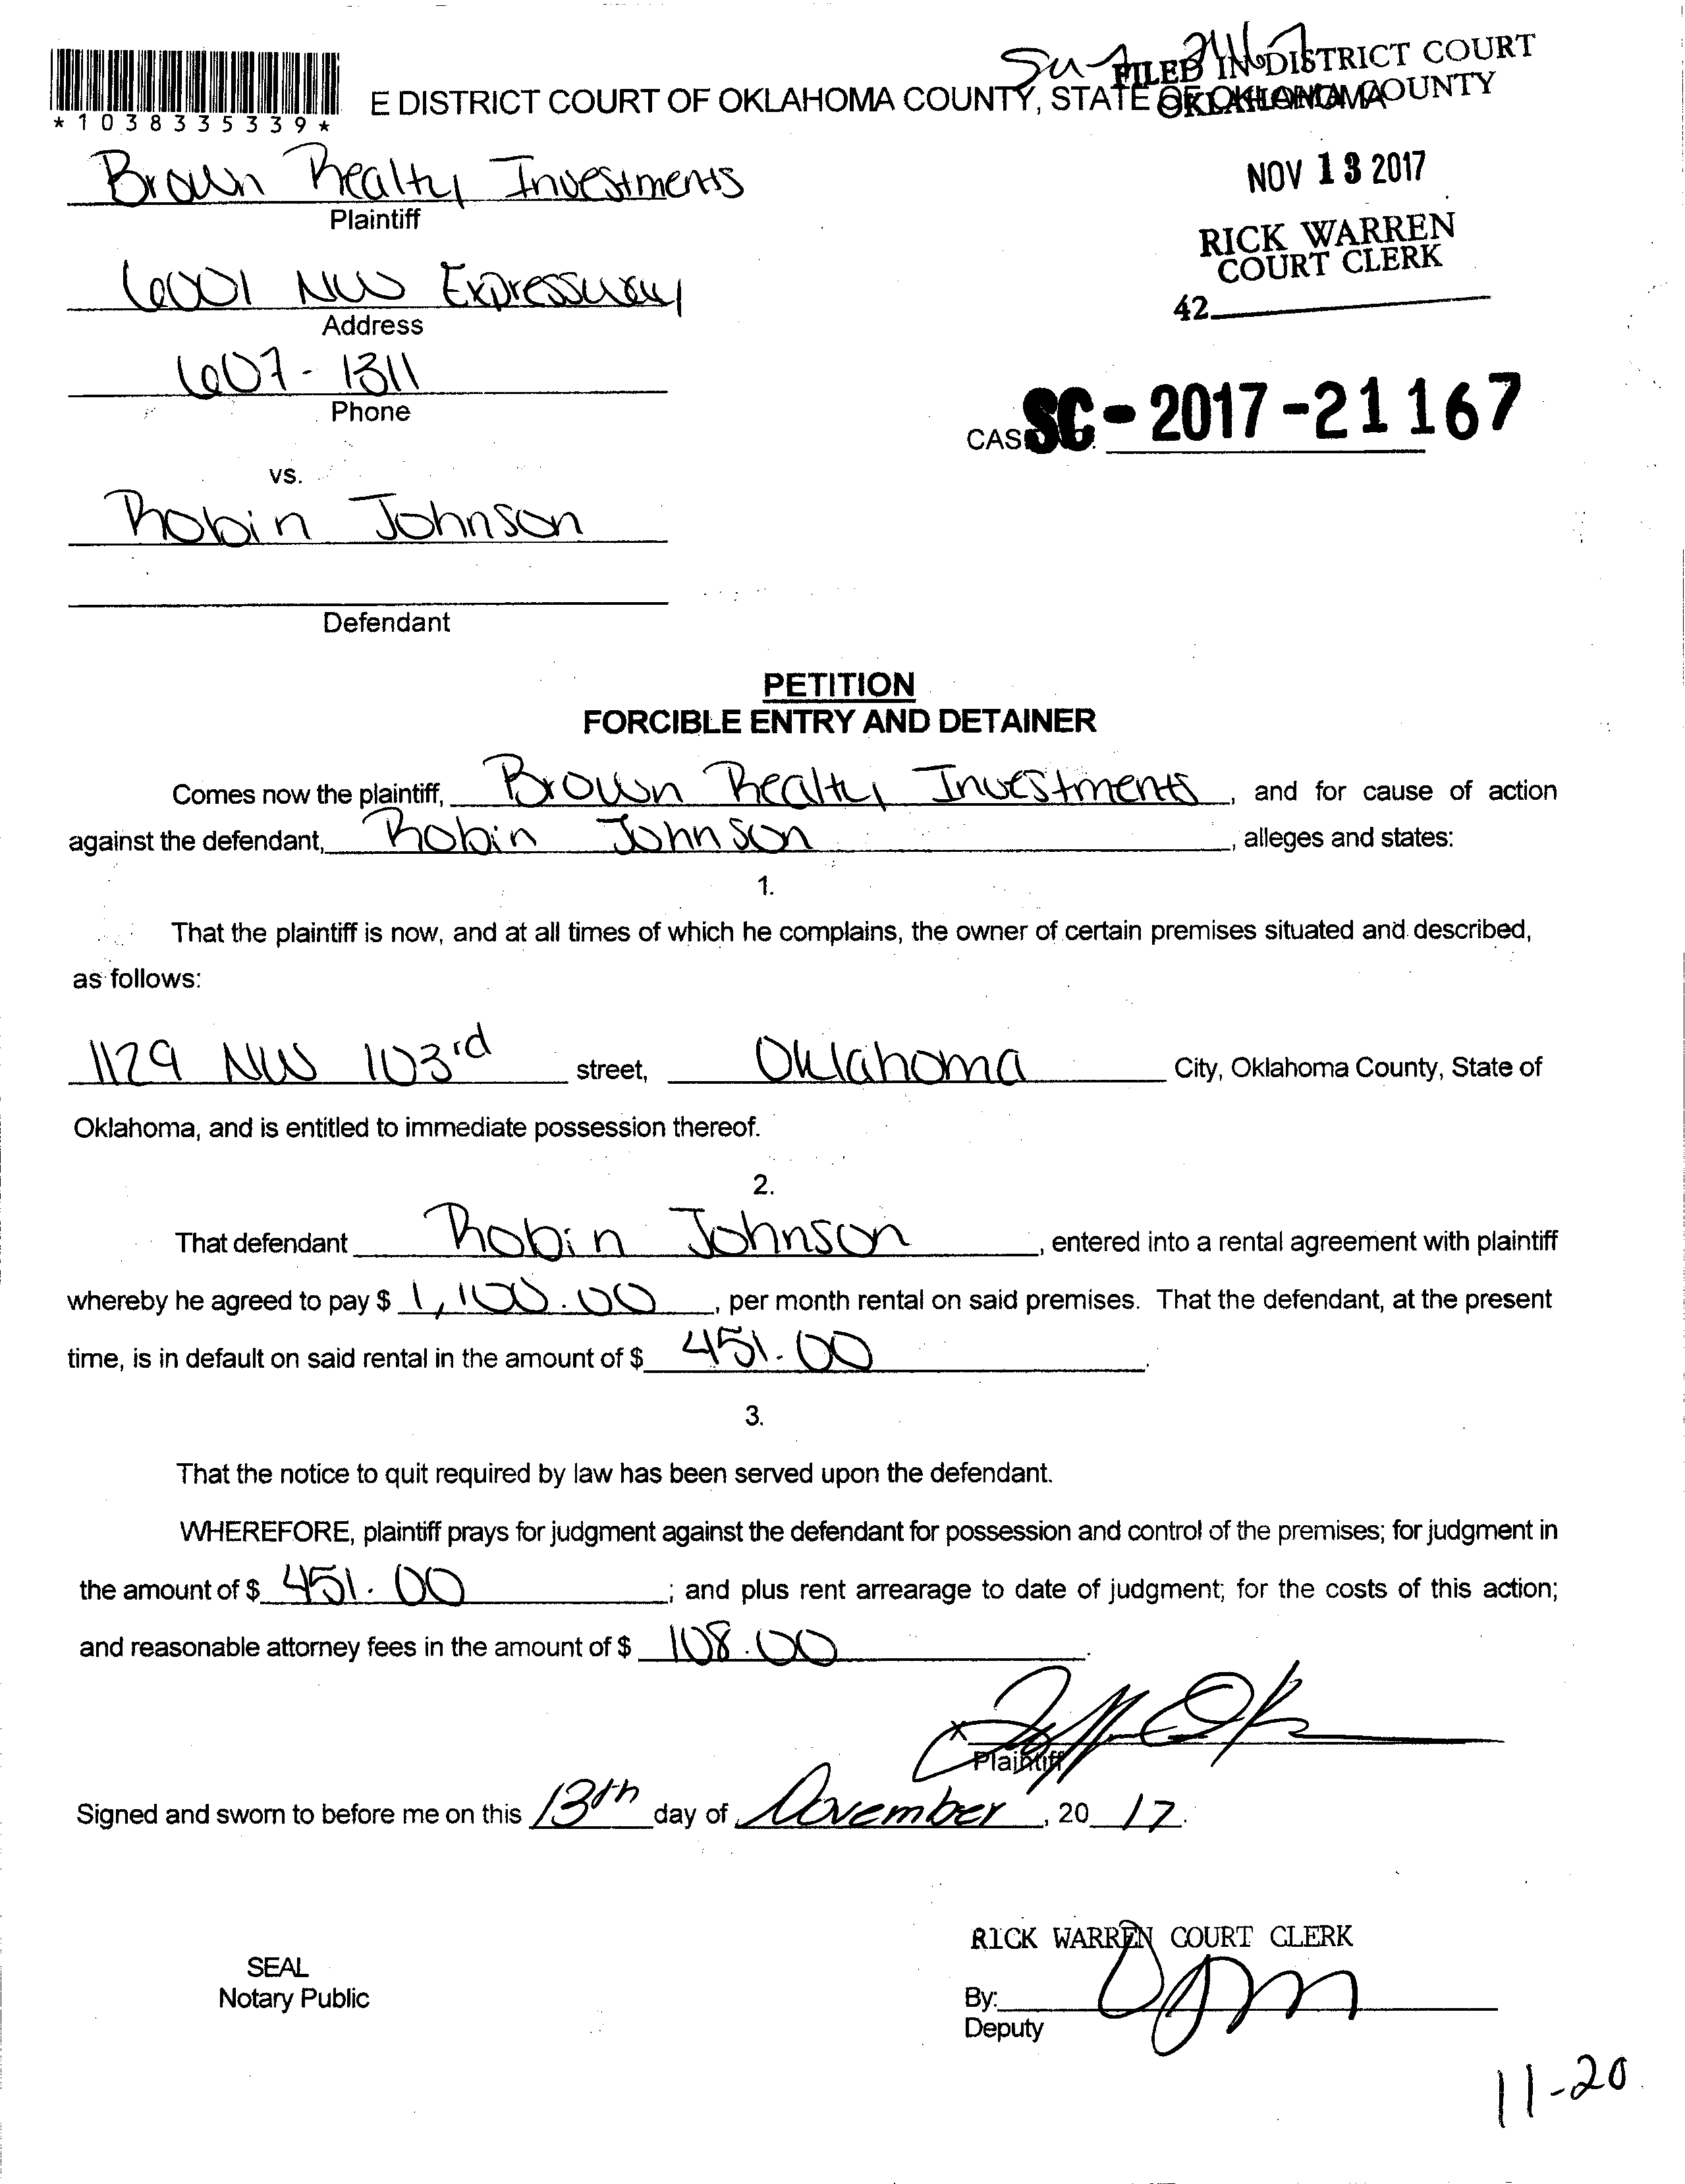 FILED IN DISTRICT COURT
OKLAHOMA COUNTY
*1038335339*
E DISTRICT COURT OF OKLAHOMA COUNTY, STATE OF OKLAHOMA
NOV 13 2017
RICK WARREN
COURT CLERK
42
Brown Realty Investments
Plaintiff
6001 NW Expressway
Address
607-1311
Phone
CAS SC-2017-21167
vs.
Robin Johnson
Defendant
PETITION
FORCIBLE ENTRY AND DETAINER
Comes now the plaintiff, Brown Realty Investments, and for cause of action
against the defendant, Robin Johnson, alleges and states:
1.
That the plaintiff is now, and at all times of which he complains, the owner of certain premises situated and described,
as follows:
1129 NW 103rd street, Oklahoma City, Oklahoma County, State of
Oklahoma, and is entitled to immediate possession thereof.
2.
That defendant Robin Johnson, entered into a rental agreement with plaintiff
whereby he agreed to pay $ 1,100.00, per month rental on said premises. That the defendant, at the present
time, is in default on said rental in the amount of $ 451.00.
3.
That the notice to quit required by law has been served upon the defendant.
WHEREFORE, plaintiff prays for judgment against the defendant for possession and control of the premises; for judgment in
the amount of $ 451.00; and plus rent arrearage to date of judgment; for the costs of this action;
and reasonable attorney fees in the amount of $ 108.00.
X
Plaintiff
Signed and sworn to before me on this 13th day of November, 20 17.
RICK WARREN COURT CLERK
SEAL
Notary Public
By:
Deputy
11-20